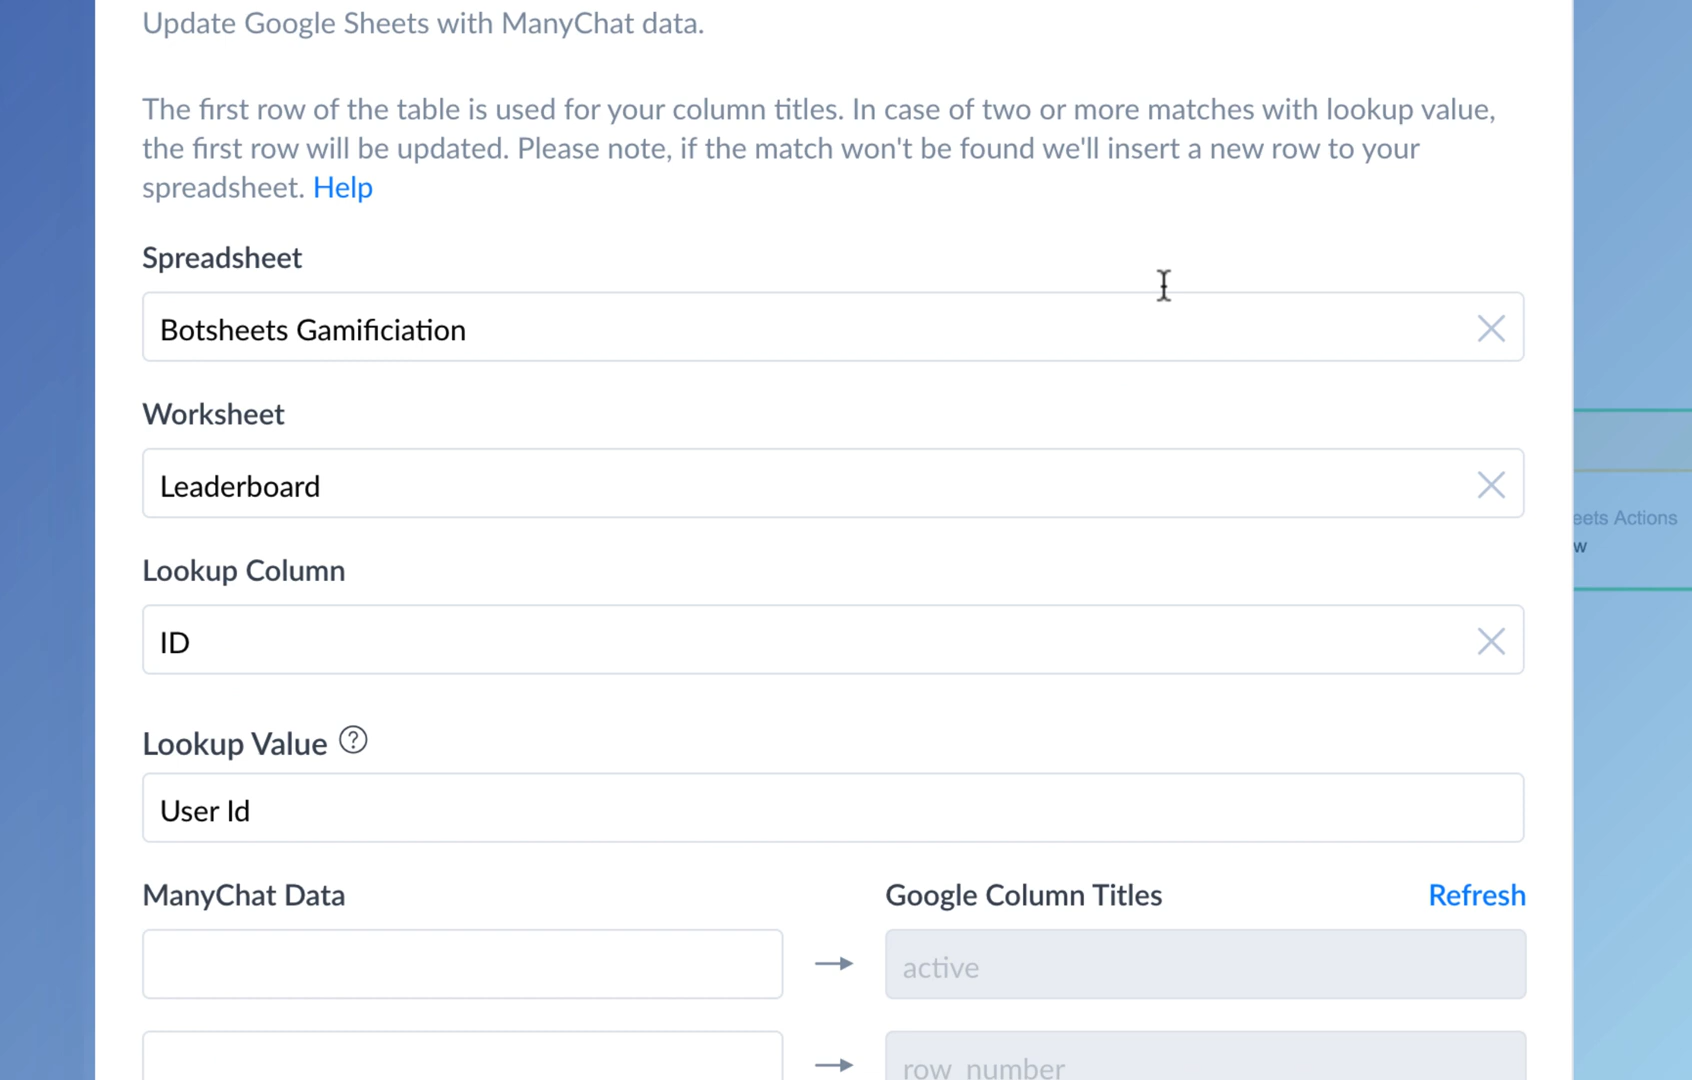 Update Google Sheets with ManyChat data.
The first row of the table is used for your column titles. In case of two or more matches with lookup value,
the first row will be updated. Please note, if the match won't be found we'll insert a new row to your
spreadsheet. Help
Spreadsheet
Botsheets Gamificiation
Worksheet
Leaderboard
eets Actions
w
Lookup Column
ID
Lookup Value ?
User Id
ManyChat Data
Google Column Titles
Refresh
active
row_number